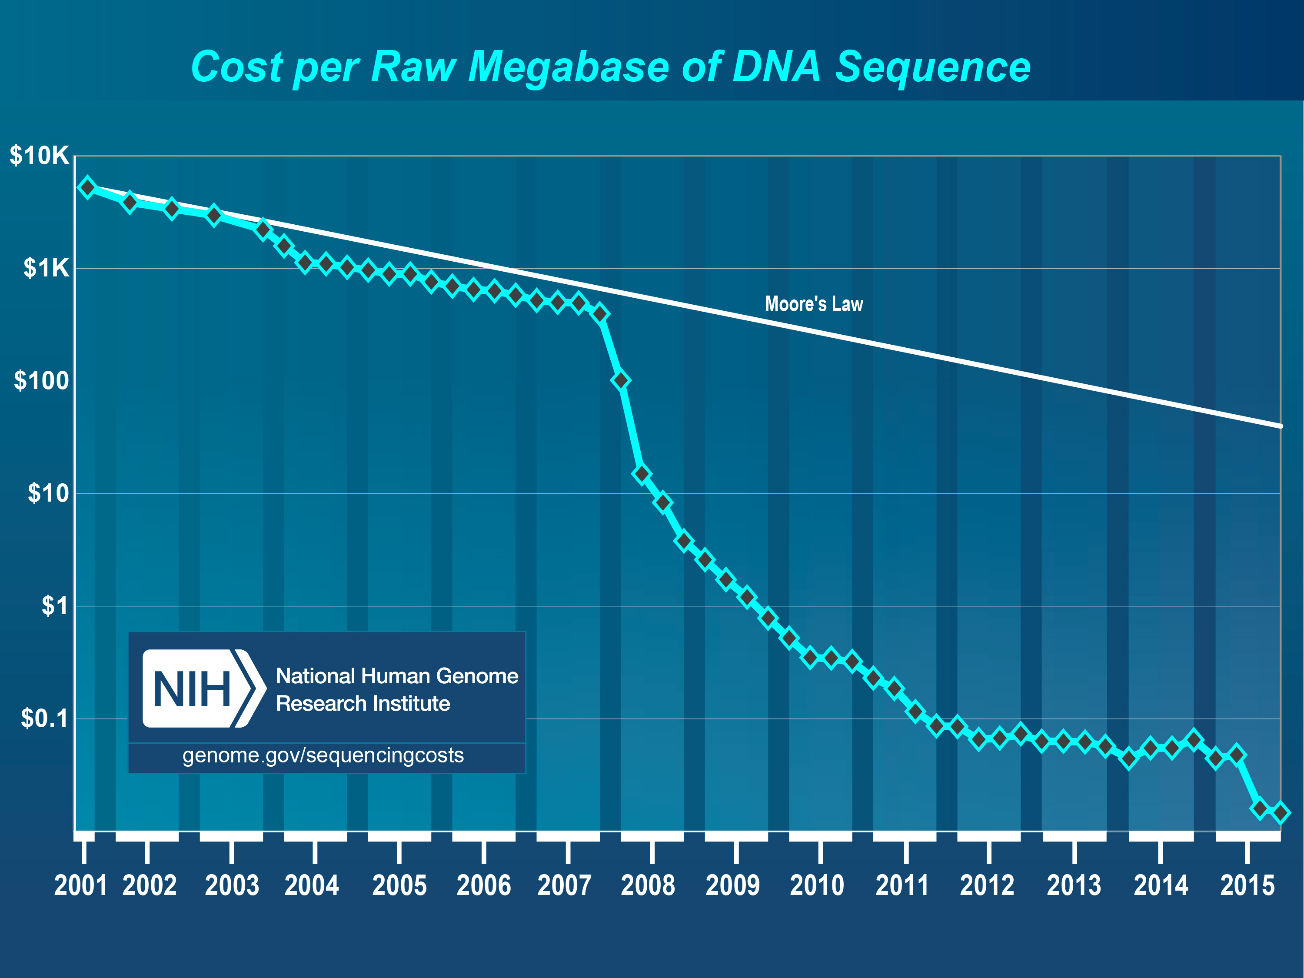 Cost per Raw Megabase of DNA Sequence
$10K
$1K
$100
$10
$1
$0.1
Moore's Law
NIH
National Human Genome
Research Institute
genome.gov/sequencingcosts
2001 2002 2003 2004 2005 2006 2007 2008 2009 2010 2011 2012 2013 2014 2015